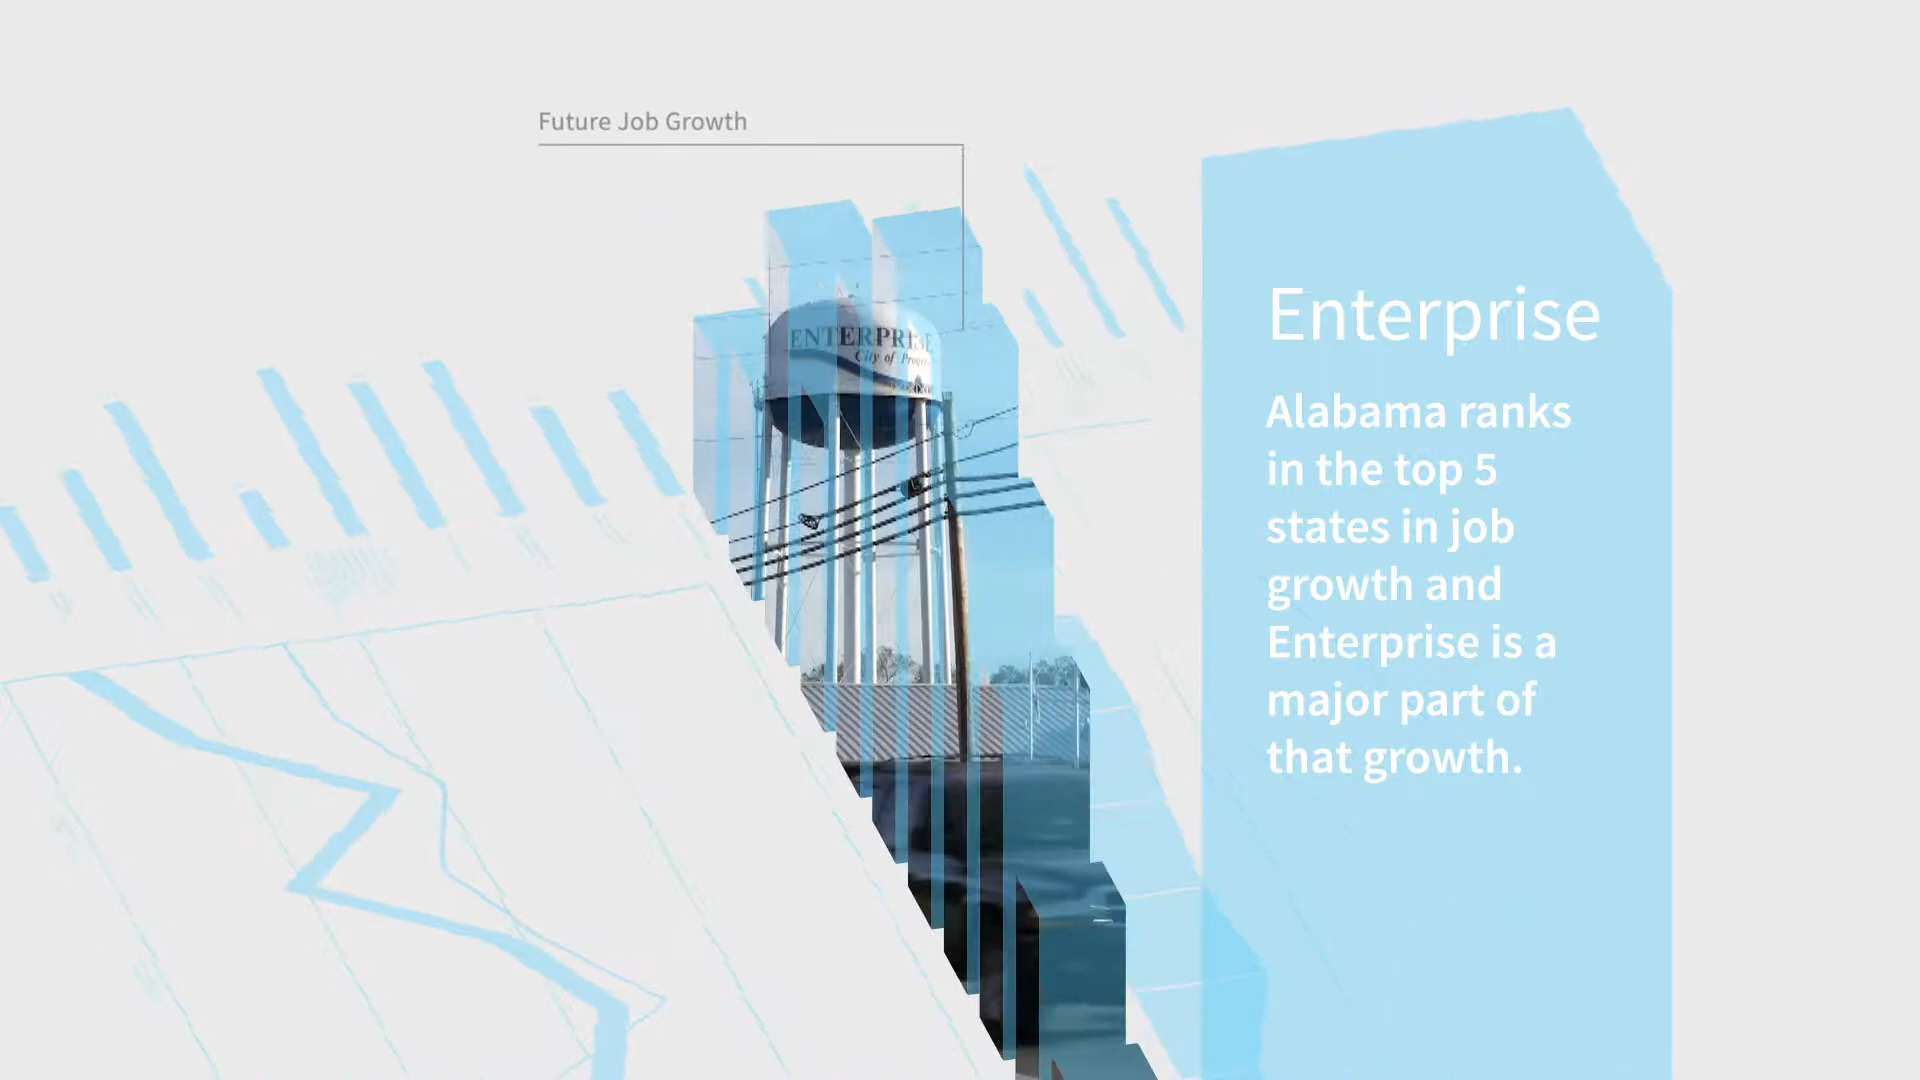 Future Job Growth
ENTERPRISE
City of
Enterprise
Alabama ranks
in the top 5
states in job
growth and
Enterprise is a
major part of
that growth.